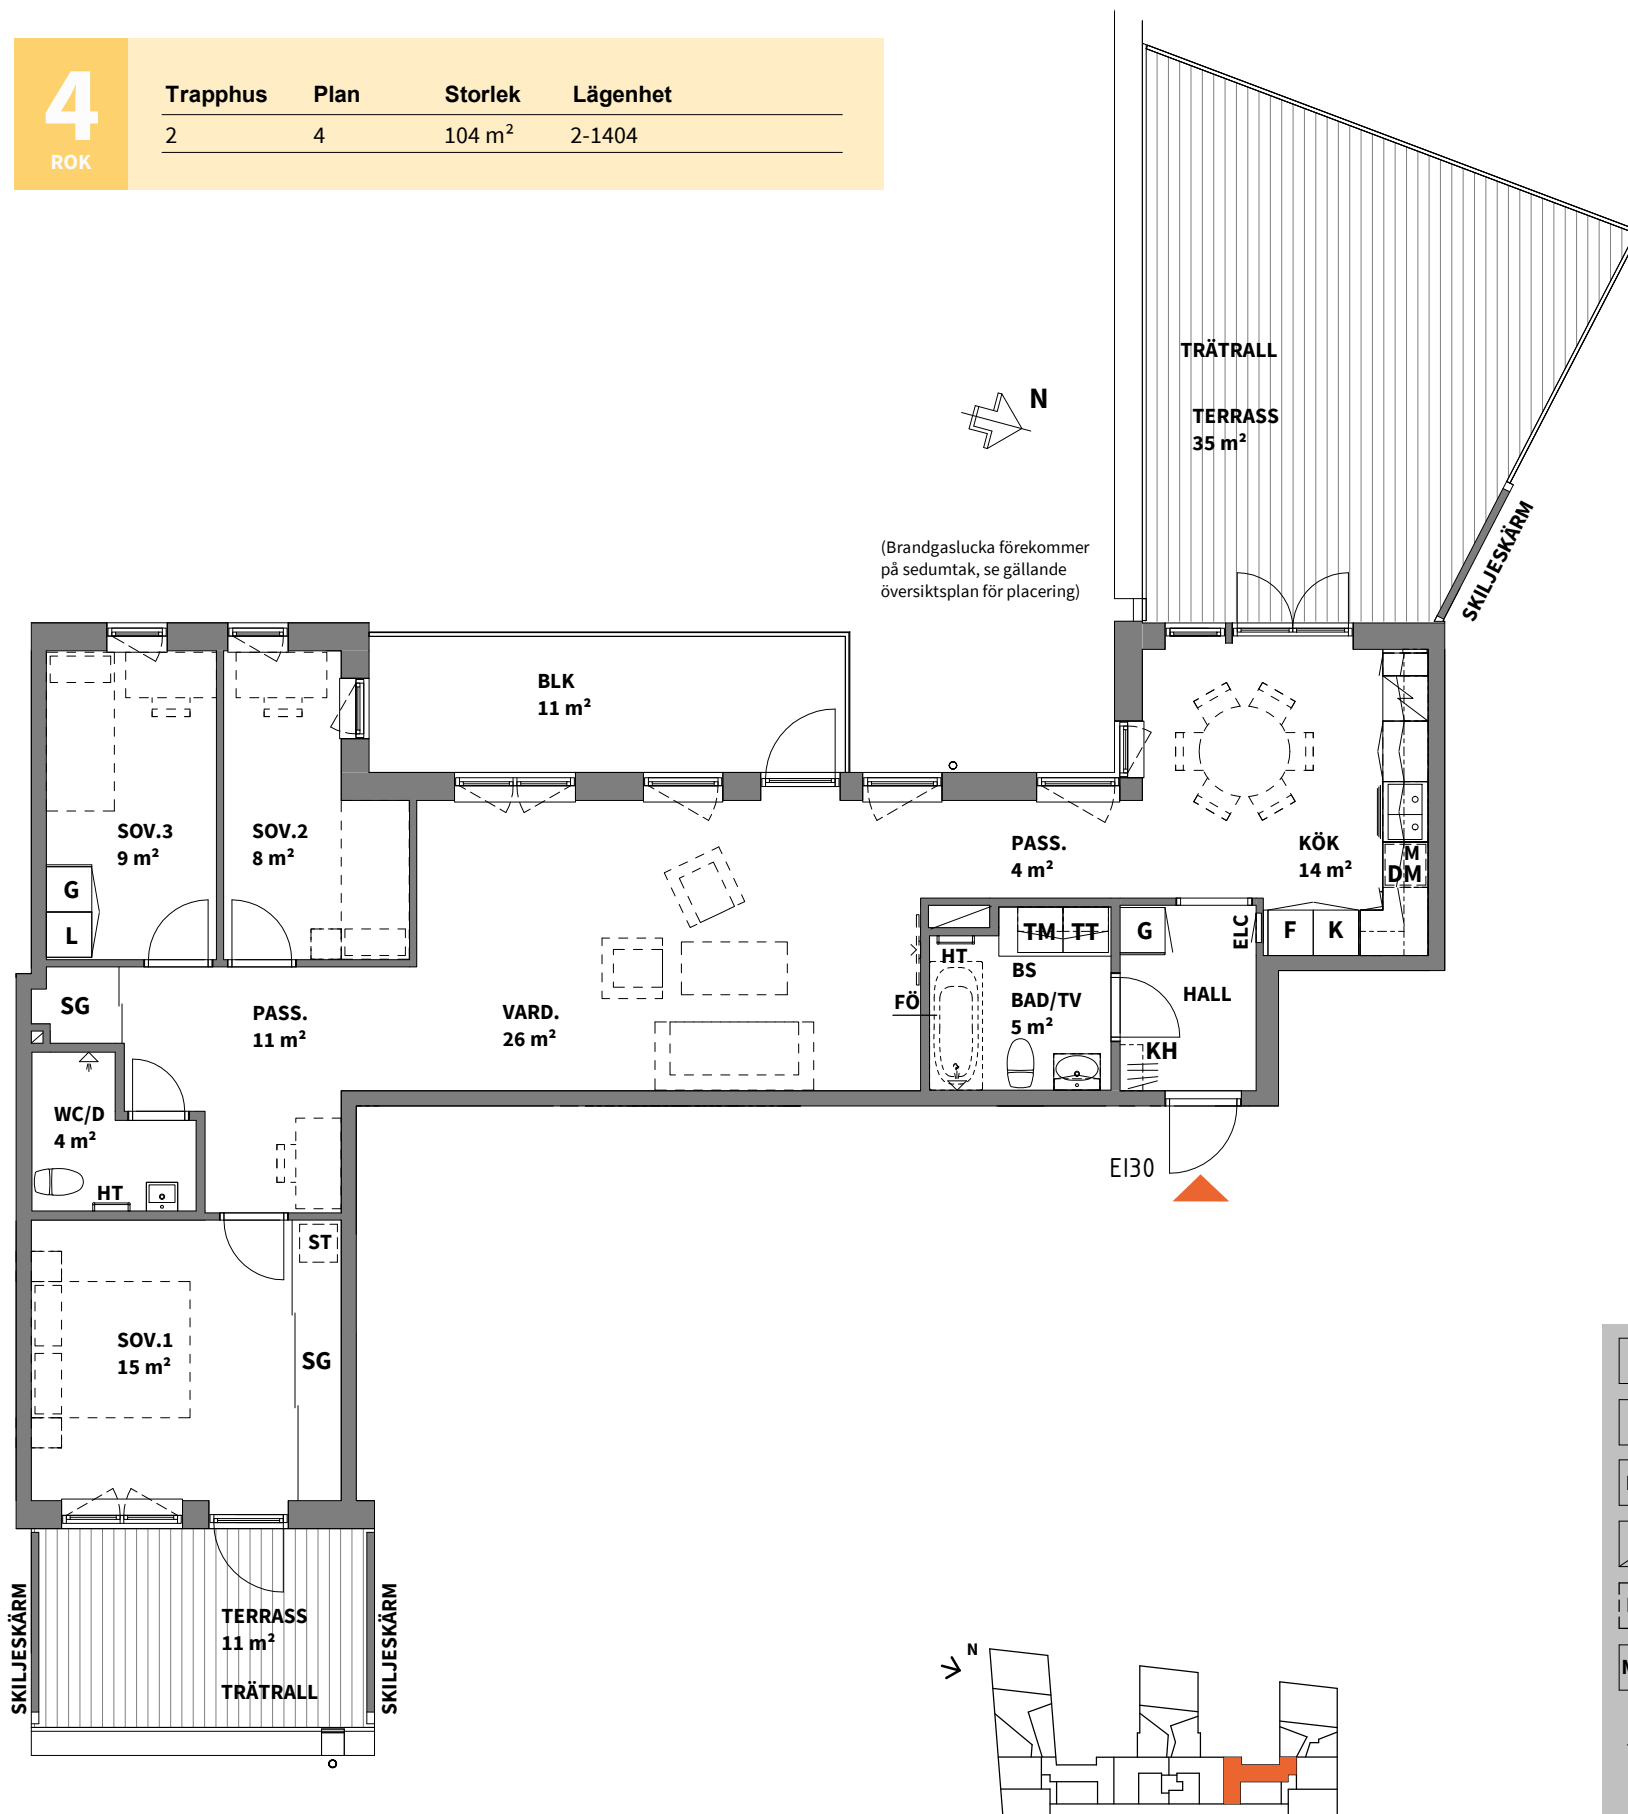 4
ROK
Trapphus Plan Storlek Lägenhet
2 4 104 m² 2-1404
TRÄTRALL
TERRASS
35 m²
N
SKILJESKÄRM
(Brandgaslucka förekommer
på sedumtak, se gällande
översiktsplan för placering)
BLK
11 m²
SOV.3
9 m²
SOV.2
8 m²
PASS.
4 m²
KÖK
14 m²
M
DM
G
L
TM TT
G
ELC
F K
HT
BS
BAD/TV
5 m²
HALL
FÖ
KH
SG
PASS.
11 m²
VARD.
26 m²
WC/D
4 m²
HT
EI30
ST
SOV.1
15 m²
SG
TERRASS
11 m²
TRÄTRALL
SKILJESKÄRM
SKILJESKÄRM
N